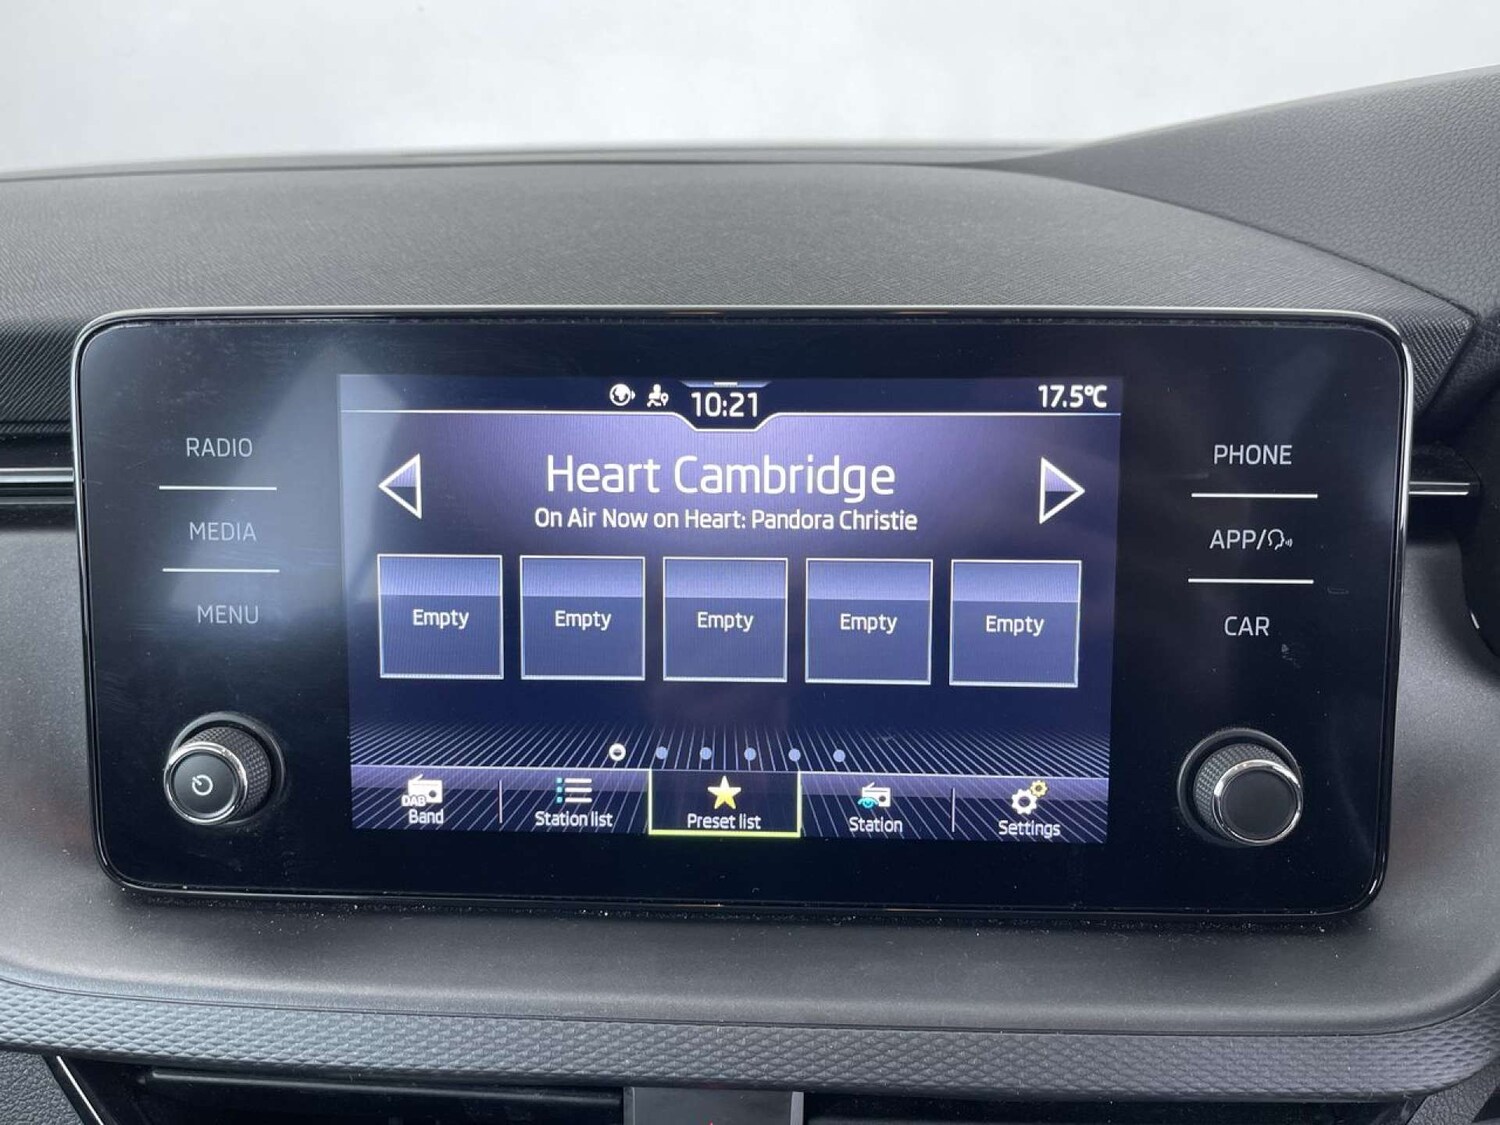 10:21
17.5°C
RADIO
MEDIA
MENU
Heart Cambridge
On Air Now on Heart: Pandora Christie
Empty
Empty
Empty
Empty
Empty
DAB
Band
Station list
Preset list
Station
Settings
PHONE
APP/
CAR